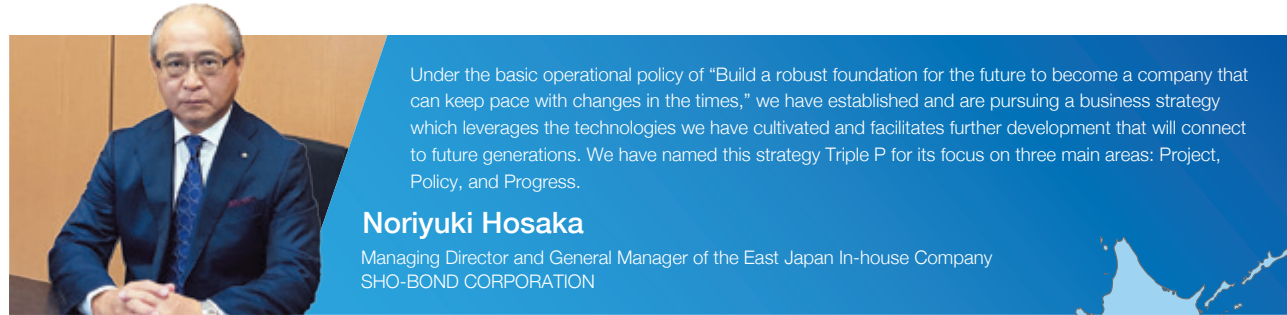 Under the basic operational policy of “Build a robust foundation for the future to become a company that
can keep pace with changes in the times,” we have established and are pursuing a business strategy
which leverages the technologies we have cultivated and facilitates further development that will connect
to future generations. We have named this strategy Triple P for its focus on three main areas: Project,
Policy, and Progress.
Noriyuki Hosaka
Managing Director and General Manager of the East Japan In-house Company
SHO-BOND CORPORATION